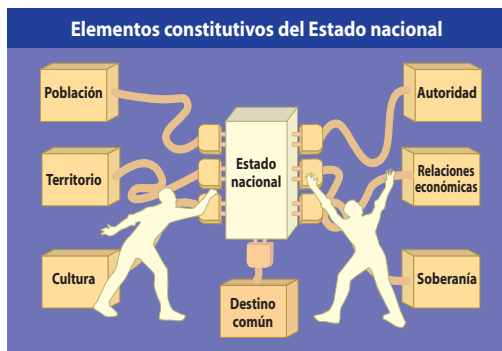 Elementos constitutivos del Estado nacional
Población
Territorio
Cultura
Estado
nacional
Destino
común
Autoridad
Relaciones
económicas
Soberanía